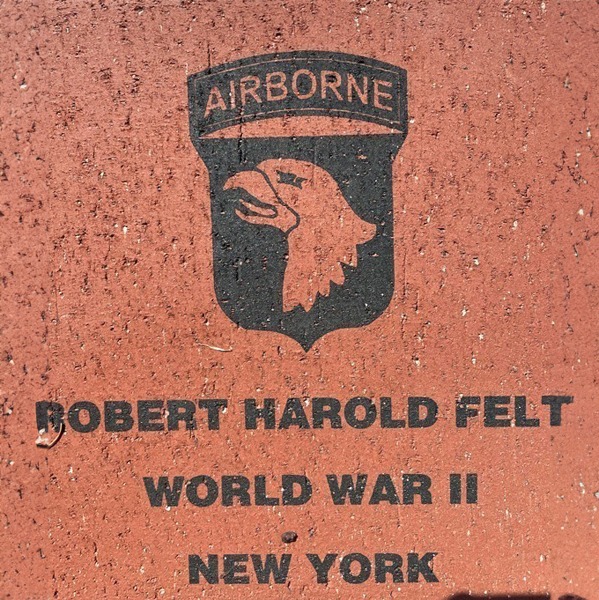 AIRBORNE
ROBERT HAROLD FELT
WORLD WAR II
NEW YORK